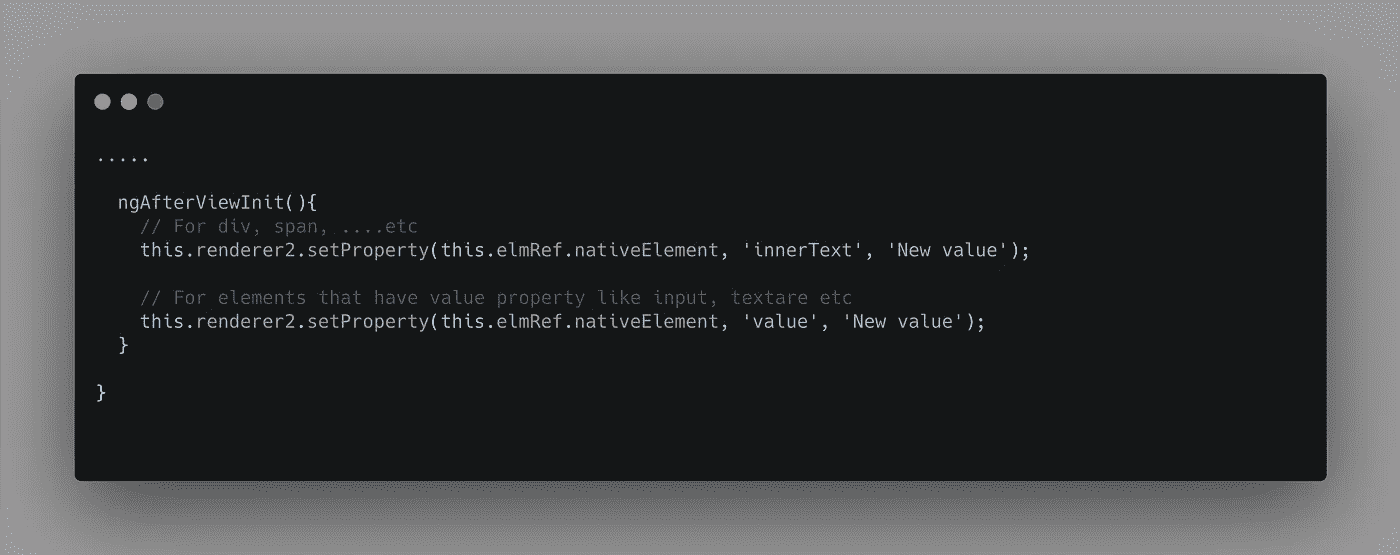 .....
ngAfterViewInit(){
// For div, span, ....etc
this.renderer2.setProperty(this.elmRef.nativeElement, 'innerText', 'New value');
// For elements that have value property like input, textare etc
this.renderer2.setProperty(this.elmRef.nativeElement, 'value', 'New value');
}
}